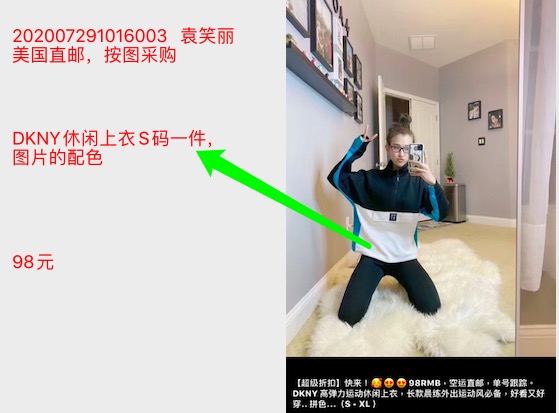 202007291016003 袁笑丽
美国直邮，按图采购
DKNY休闲上衣S码一件，
图片的配色
98元
【超级折扣】快来！🥰😍😍98RMB，空运直邮，单号跟踪。
DKNY 高弹力运动休闲上衣，长款晨练外出运动风必备，好看又好
穿.. 拼色...（S - XL ）